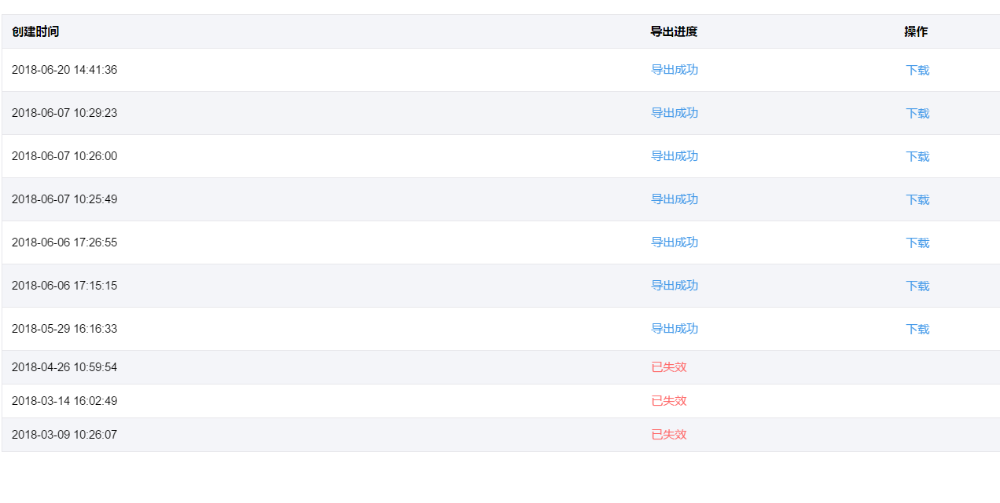 创建时间 导出进度 操作
2018-06-20 14:41:36 导出成功 下载
2018-06-07 10:29:23 导出成功 下载
2018-06-07 10:26:00 导出成功 下载
2018-06-07 10:25:49 导出成功 下载
2018-06-06 17:26:55 导出成功 下载
2018-06-06 17:15:15 导出成功 下载
2018-05-29 16:16:33 导出成功 下载
2018-04-26 10:59:54 已失效
2018-03-14 16:02:49 已失效
2018-03-09 10:26:07 已失效